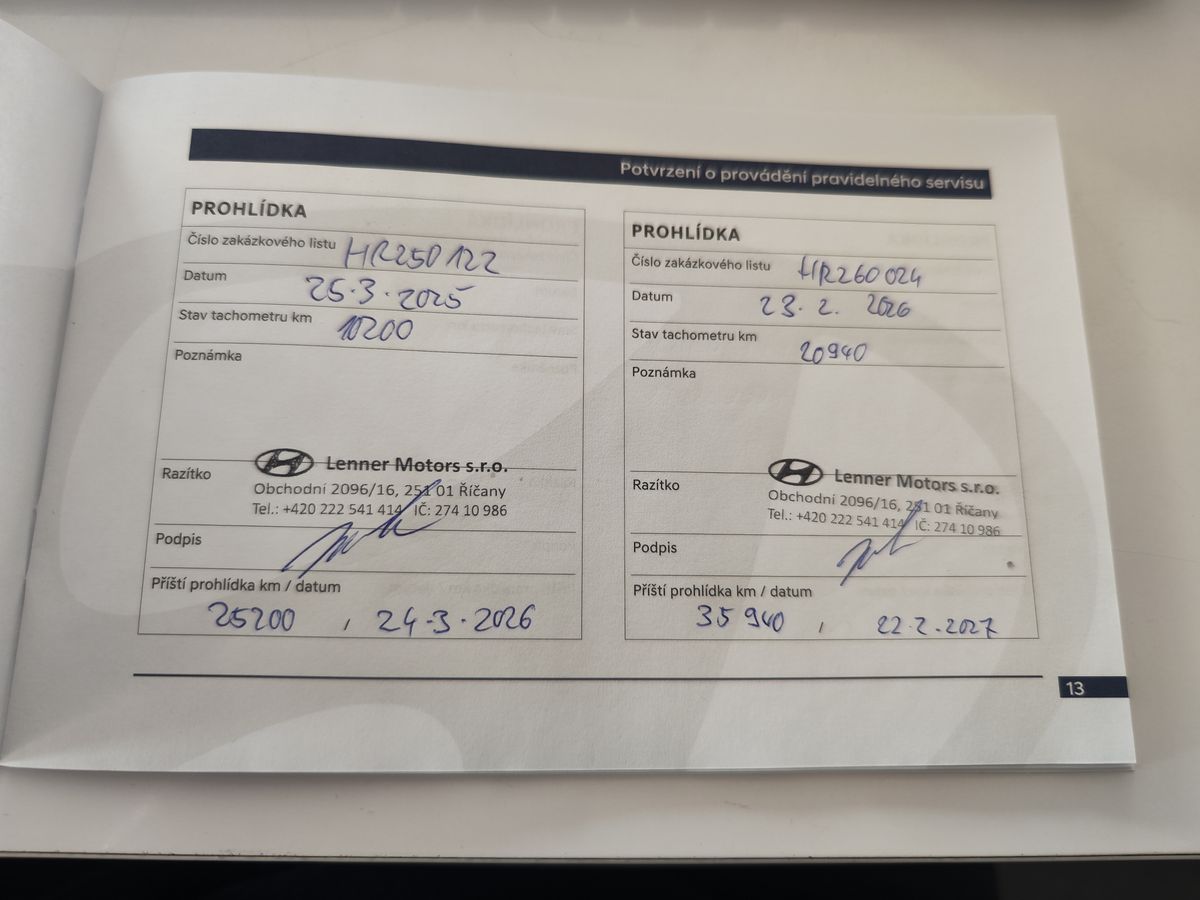 Potvrzení o provádění pravidelného servisu
PROHLÍDKA
Číslo zakázkového listu HR250122
Datum 25.3.2025
Stav tachometru km 10200
Poznámka
Razítko
Lenner Motors s.r.o.
Obchodní 2096/16, 251 01 Říčany
Tel.: +420 222 541 414 IČ: 274 10 986
Podpis
Příští prohlídka km / datum
25200 / 24.3.2026
PROHLÍDKA
Číslo zakázkového listu HR260024
Datum 23.2. 2026
Stav tachometru km 20940
Poznámka
Razítko
Lenner Motors s.r.o.
Obchodní 2096/16, 251 01 Říčany
Tel.: +420 222 541 414 IČ: 274 10 986
Podpis
Příští prohlídka km / datum
35940 / 22.2.2027
13